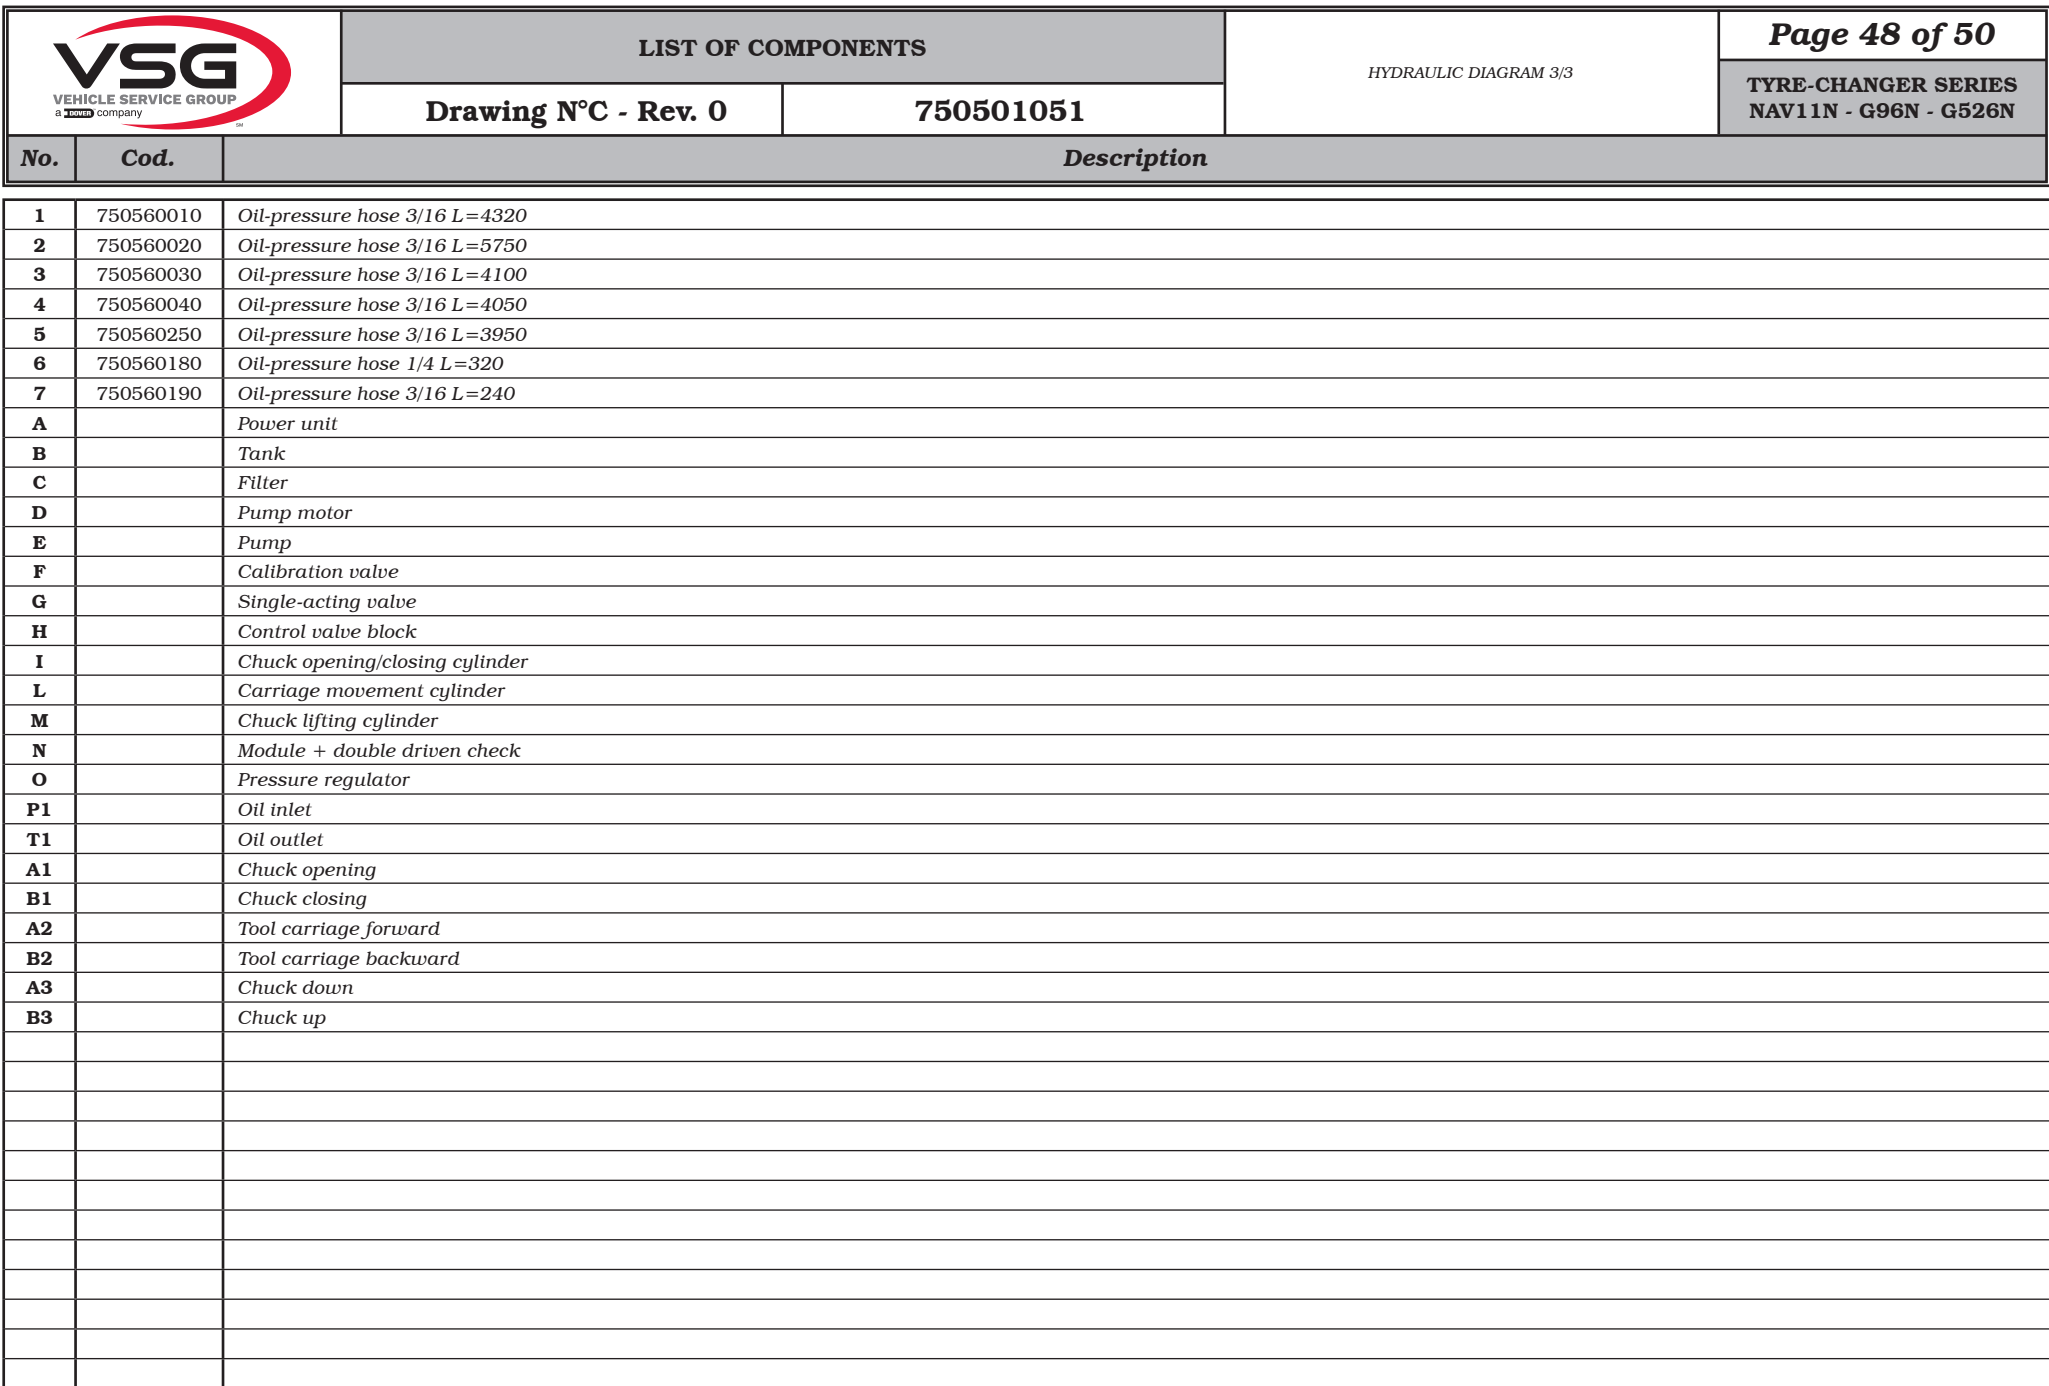 VSG
VEHICLE SERVICE GROUP
a DOVER company
SM
LIST OF COMPONENTS
Drawing N°C - Rev. 0 750501051
HYDRAULIC DIAGRAM 3/3
Page 48 of 50
TYRE-CHANGER SERIES
NAV11N - G96N - G526N
No. Cod. Description
1 750560010 Oil-pressure hose 3/16 L=4320
2 750560020 Oil-pressure hose 3/16 L=5750
3 750560030 Oil-pressure hose 3/16 L=4100
4 750560040 Oil-pressure hose 3/16 L=4050
5 750560250 Oil-pressure hose 3/16 L=3950
6 750560180 Oil-pressure hose 1/4 L=320
7 750560190 Oil-pressure hose 3/16 L=240
A Power unit
B Tank
C Filter
D Pump motor
E Pump
F Calibration valve
G Single-acting valve
H Control valve block
I Chuck opening/closing cylinder
L Carriage movement cylinder
M Chuck lifting cylinder
N Module + double driven check
O Pressure regulator
P1 Oil inlet
T1 Oil outlet
A1 Chuck opening
B1 Chuck closing
A2 Tool carriage forward
B2 Tool carriage backward
A3 Chuck down
B3 Chuck up